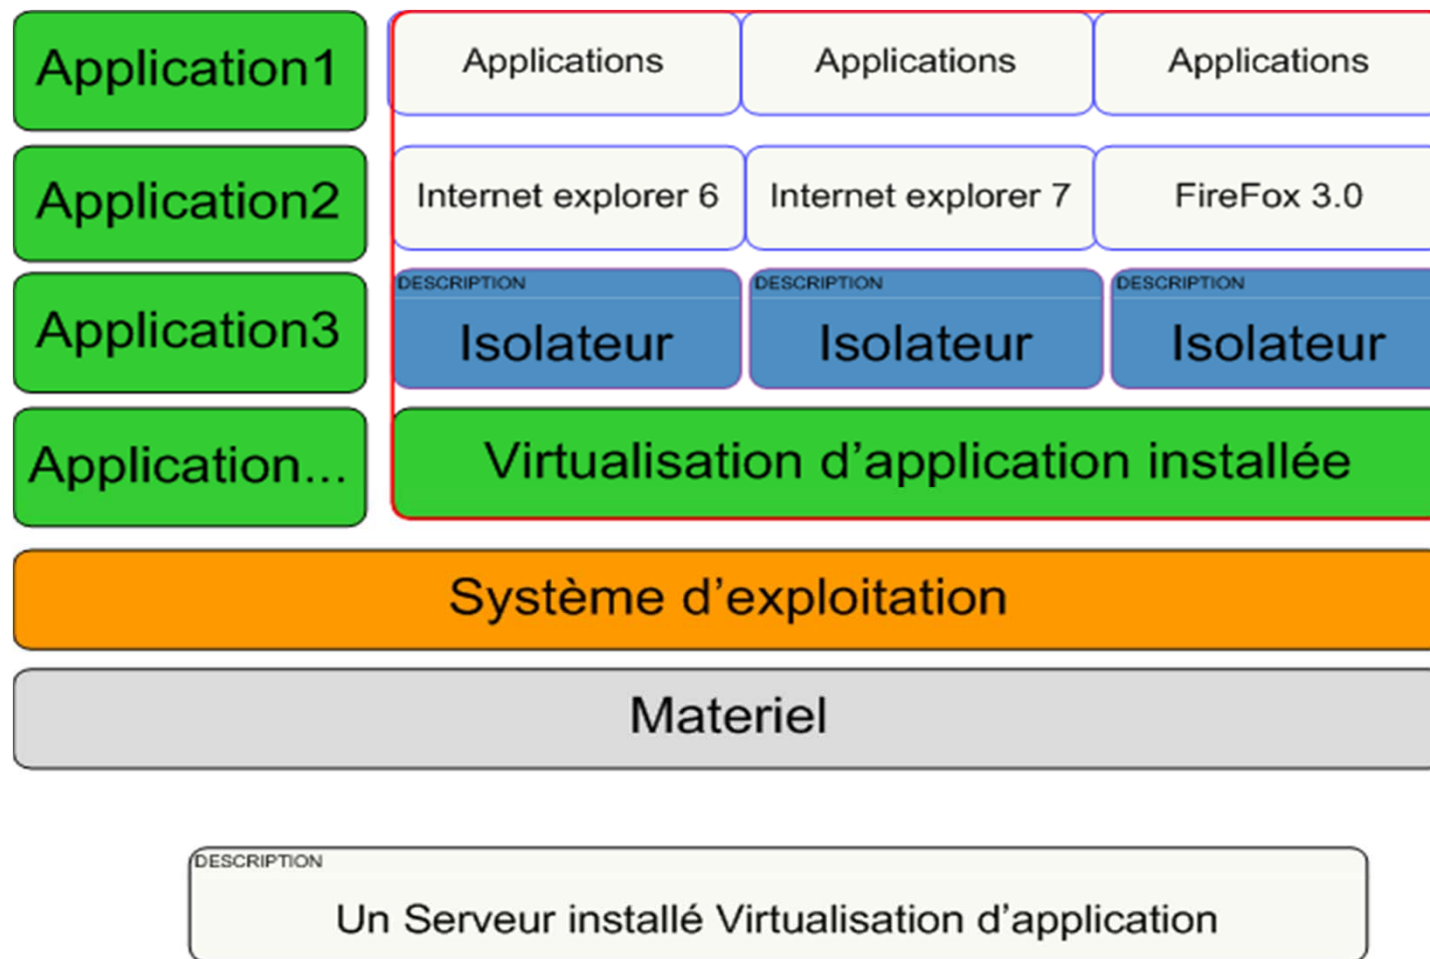 Application1
Applications
Applications
Applications
Application2
Internet explorer 6
Internet explorer 7
FireFox 3.0
Application3
DESCRIPTION
Isolateur
DESCRIPTION
Isolateur
DESCRIPTION
Isolateur
Application...
Virtualisation d’application installée
Système d’exploitation
Materiel
DESCRIPTION
Un Serveur installé Virtualisation d’application